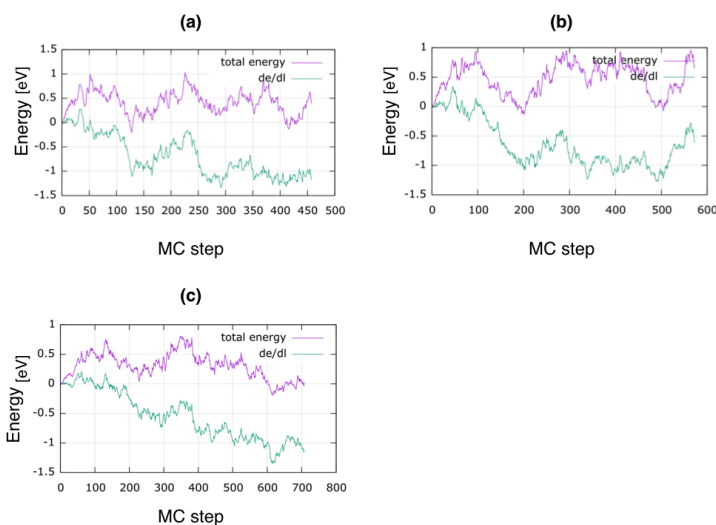 (a)
1.5
1
0.5
0
-0.5
-1
-1.5
Energy [eV]
total energy
de/dl
0 50 100 150 200 250 300 350 400 450 500
MC step
(b)
1
0.5
0
-0.5
-1
-1.5
Energy [eV]
total energy
de/dl
0 100 200 300 400 500 600
MC step
(c)
1
0.5
0
-0.5
-1
-1.5
Energy [eV]
total energy
de/dl
0 100 200 300 400 500 600 700 800
MC step